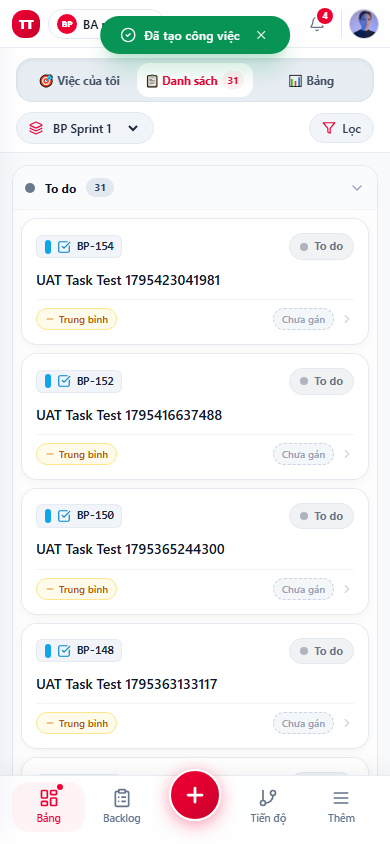 TT
BP
BA
Đã tạo công việc
4
🎯 Việc của tôi
📋 Danh sách 31
📊 Bảng
BP Sprint 1
Lọc
To do 31
BP-154
To do
UAT Task Test 1795423041981
Trung bình
Chưa gán
BP-152
To do
UAT Task Test 1795416637488
Trung bình
Chưa gán
BP-150
To do
UAT Task Test 1795365244300
Trung bình
Chưa gán
BP-148
To do
UAT Task Test 1795363133117
Trung bình
Chưa gán
Bảng
Backlog
Tiến độ
Thêm